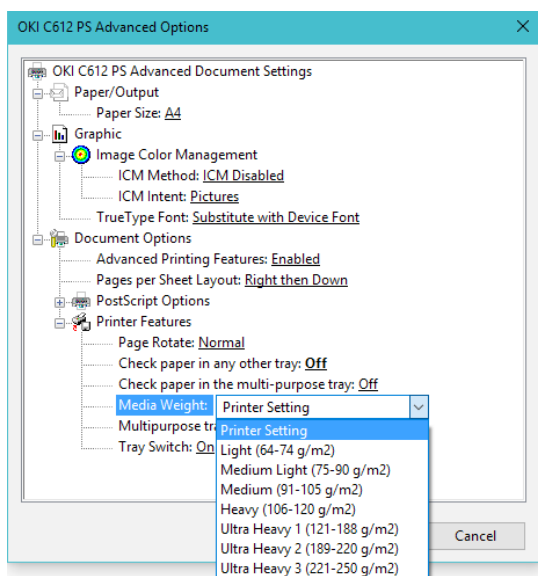 OKI C612 PS Advanced Options
OKI C612 PS Advanced Document Settings
Paper/Output
Paper Size: A4
Graphic
Image Color Management
ICM Method: ICM Disabled
ICM Intent: Pictures
TrueType Font: Substitute with Device Font
Document Options
Advanced Printing Features: Enabled
Pages per Sheet Layout: Right then Down
PostScript Options
Printer Features
Page Rotate: Normal
Check paper in any other tray: Off
Check paper in the multi-purpose tray: Off
Media Weight: Printer Setting
Multipurpose tr
Printer Setting
Tray Switch: On
Light (64-74 g/m2)
Medium Light (75-90 g/m2)
Medium (91-105 g/m2)
Heavy (106-120 g/m2)
Ultra Heavy 1 (121-188 g/m2)
Ultra Heavy 2 (189-220 g/m2)
Ultra Heavy 3 (221-250 g/m2)
Cancel